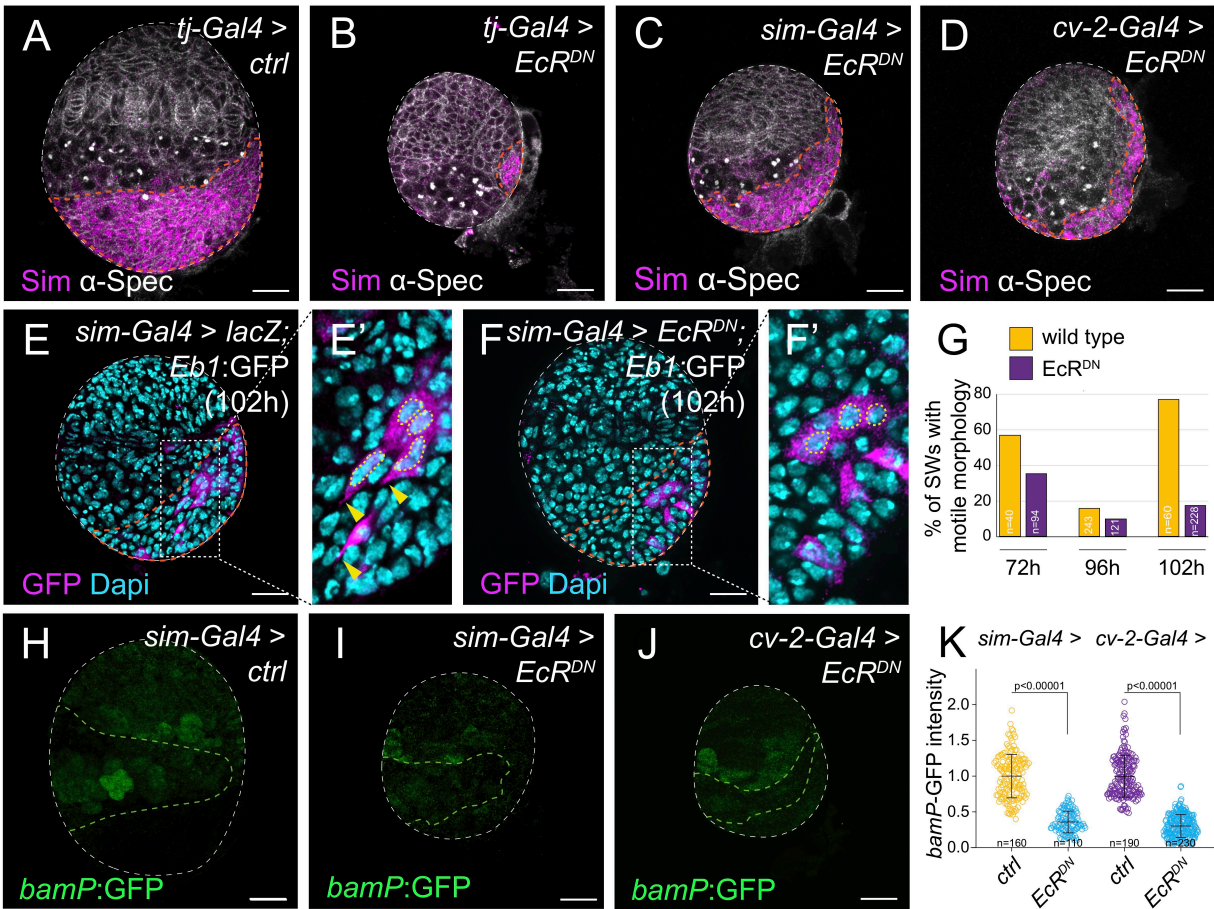 A
tj-Gal4 >
ctrl
Sim α-Spec
B
tj-Gal4 >
EcR^DN
Sim α-Spec
C
sim-Gal4 >
EcR^DN
Sim α-Spec
D
cv-2-Gal4 >
EcR^DN
Sim α-Spec
E
sim-Gal4 > lacZ;
Eb1:GFP
(102h)
GFP Dapi
E'
F
sim-Gal4 > EcR^DN;
Eb1:GFP
(102h)
GFP Dapi
F'
G
wild type
EcR^DN
% of SWs with
motile morphology
80
60
40
20
0
n=40
n=94
243
121
n=60
n=228
72h
96h
102h
H
sim-Gal4 >
ctrl
bamP:GFP
I
sim-Gal4 >
EcR^DN
bamP:GFP
J
cv-2-Gal4 >
EcR^DN
bamP:GFP
K
sim-Gal4 > cv-2-Gal4 >
p<0.00001
p<0.00001
bamP-GFP intensity
2.0
1.5
1.0
0.5
0.0
n=160
n=110
n=190
n=230
ctrl
EcR^DN
ctrl
EcR^DN